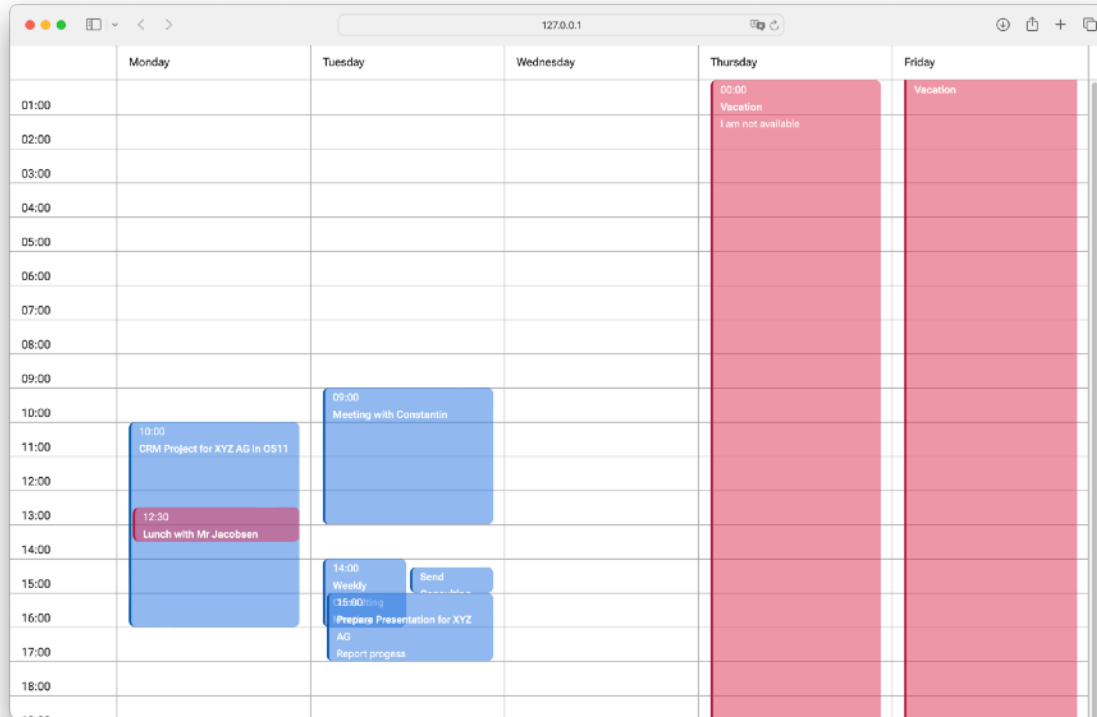 127.0.0.1
Monday
Tuesday
Wednesday
Thursday
Friday
00:00
Vacation
I am not available
Vacation
01:00
02:00
03:00
04:00
05:00
06:00
07:00
08:00
09:00
10:00
11:00
12:00
13:00
14:00
15:00
16:00
17:00
18:00
10:00
CRM Project for XYZ AG in OS11
12:30
Lunch with Mr Jacobsen
09:00
Meeting with Constantin
14:00
Weekly
Send
15:00
Prepare Presentation for XYZ
AG
Report progess